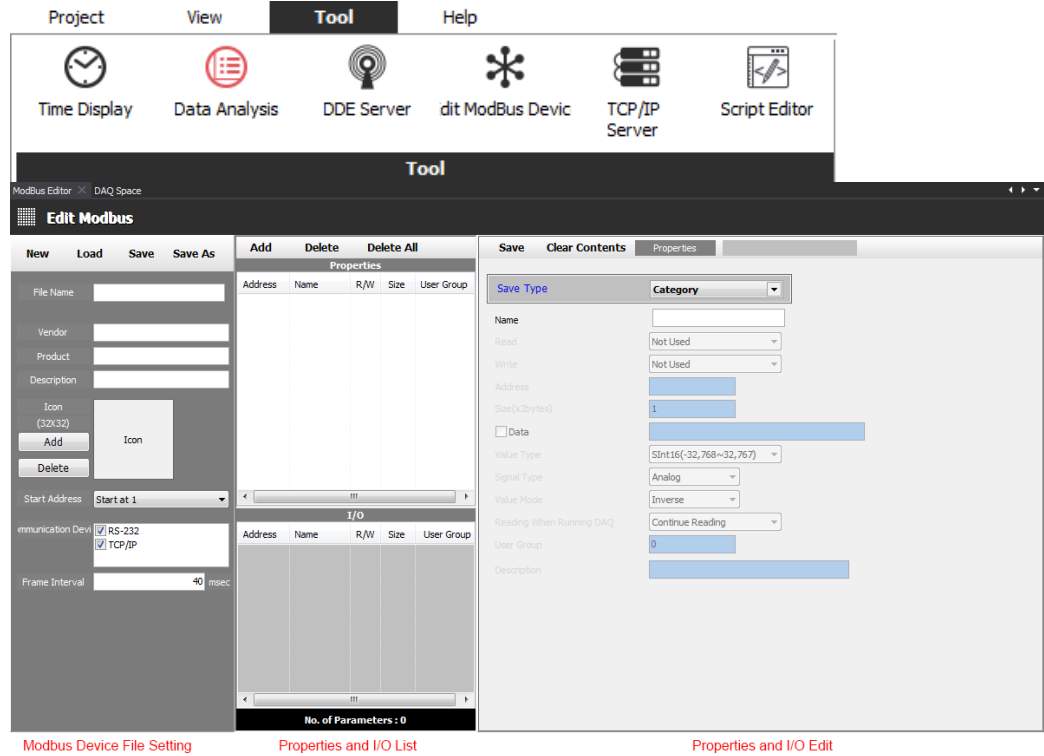 Project View Tool Help
Time Display Data Analysis DDE Server dit ModBus Devic TCP/IP Server Script Editor
Tool
ModBus Editor DAQ Space
Edit Modbus
New Load Save Save As
File Name
Vendor
Product
Description
Icon
(32X32)
Add
Delete
Icon
Start Address Start at 1
mmunication Devi RS-232
TCP/IP
Frame Interval 40 msec
Add Delete Delete All
Properties
Address Name R/W Size User Group
I/O
Address Name R/W Size User Group
No. of Parameters : 0
Save Clear Contents Properties
Save Type Category
Name
Read Not Used
Write Not Used
Address
Size(x2bytes) 1
Data
Value Type SInt16(-32,768~32,767)
Signal Type Analog
Value Mode Inverse
Reading When Running DAQ Continue Reading
User Group 0
Description
Modbus Device File Setting Properties and I/O List Properties and I/O Edit